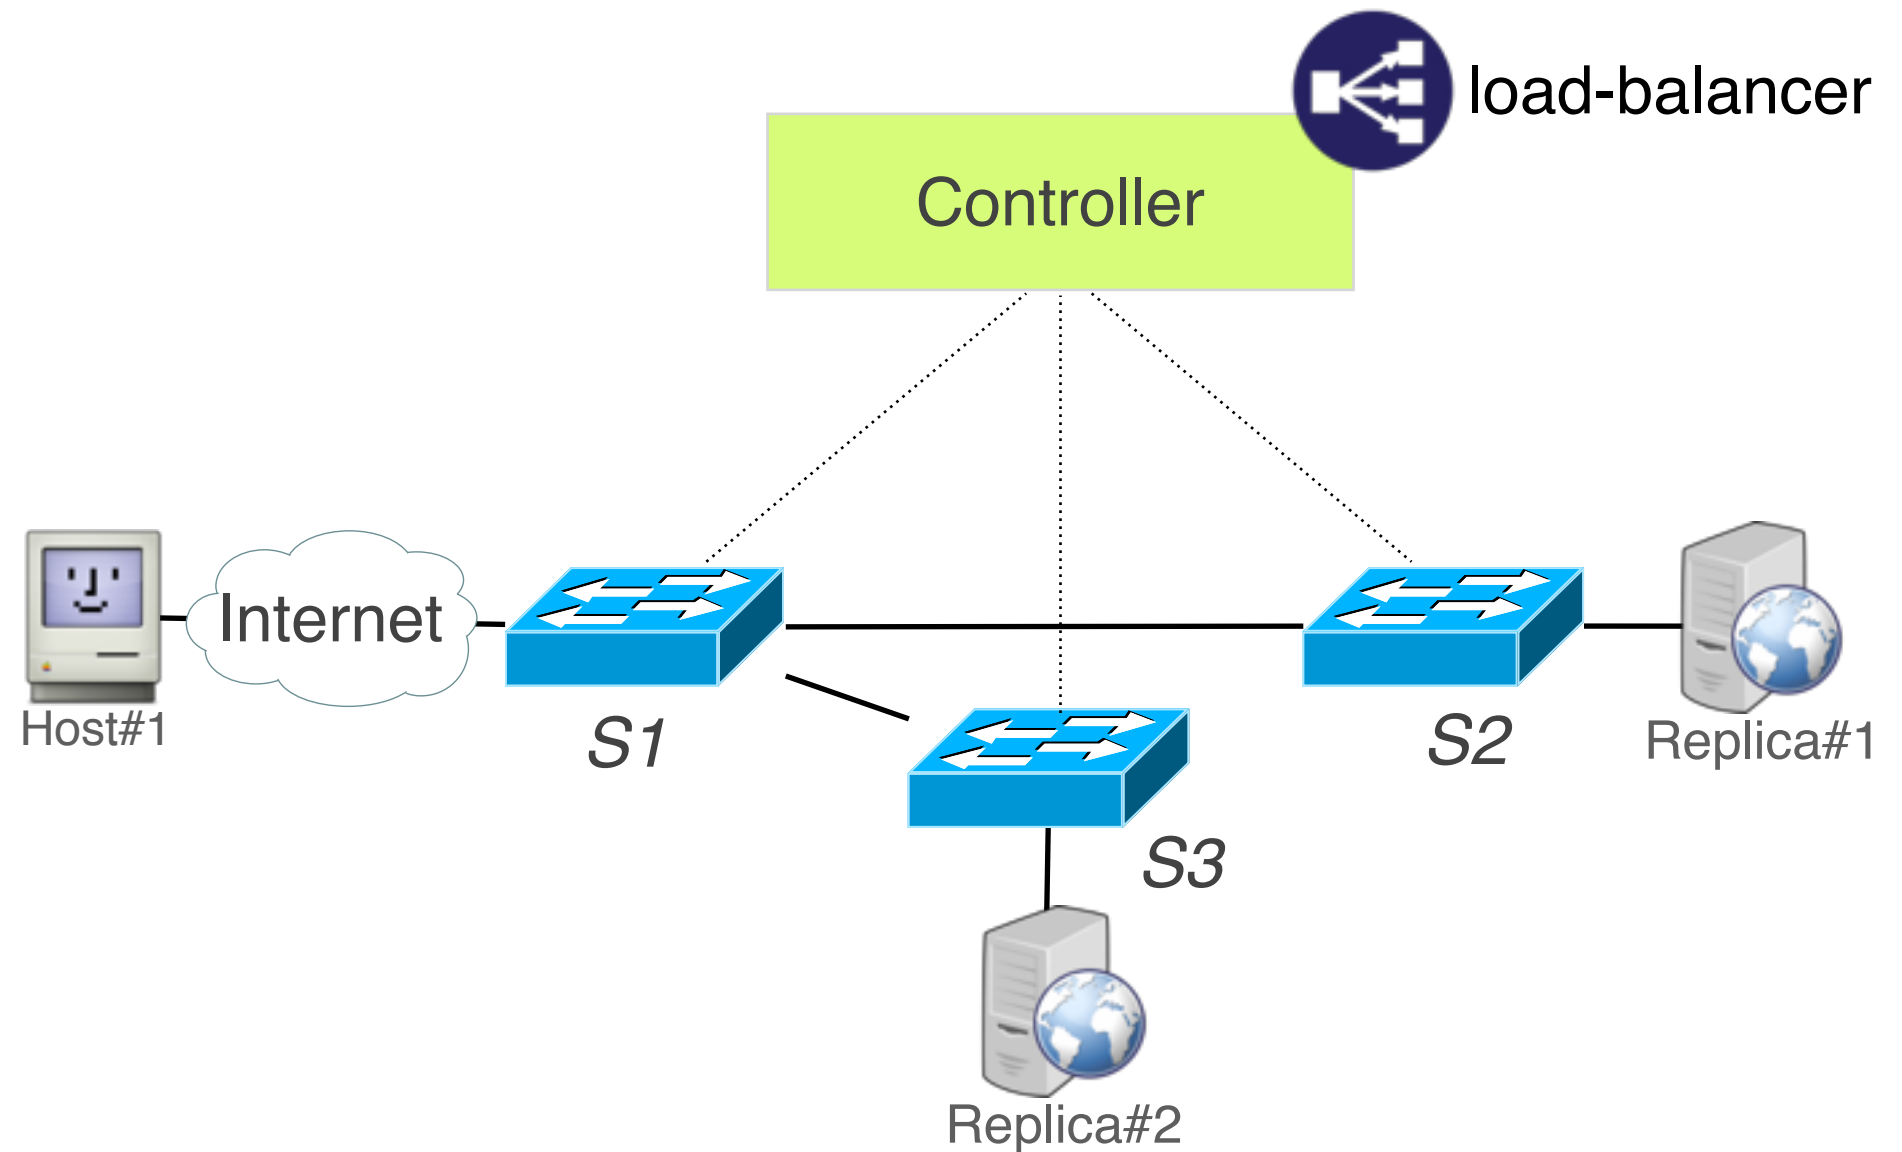 load-balancer
Controller
Internet
Host#1
S1
S2
Replica#1
S3
Replica#2